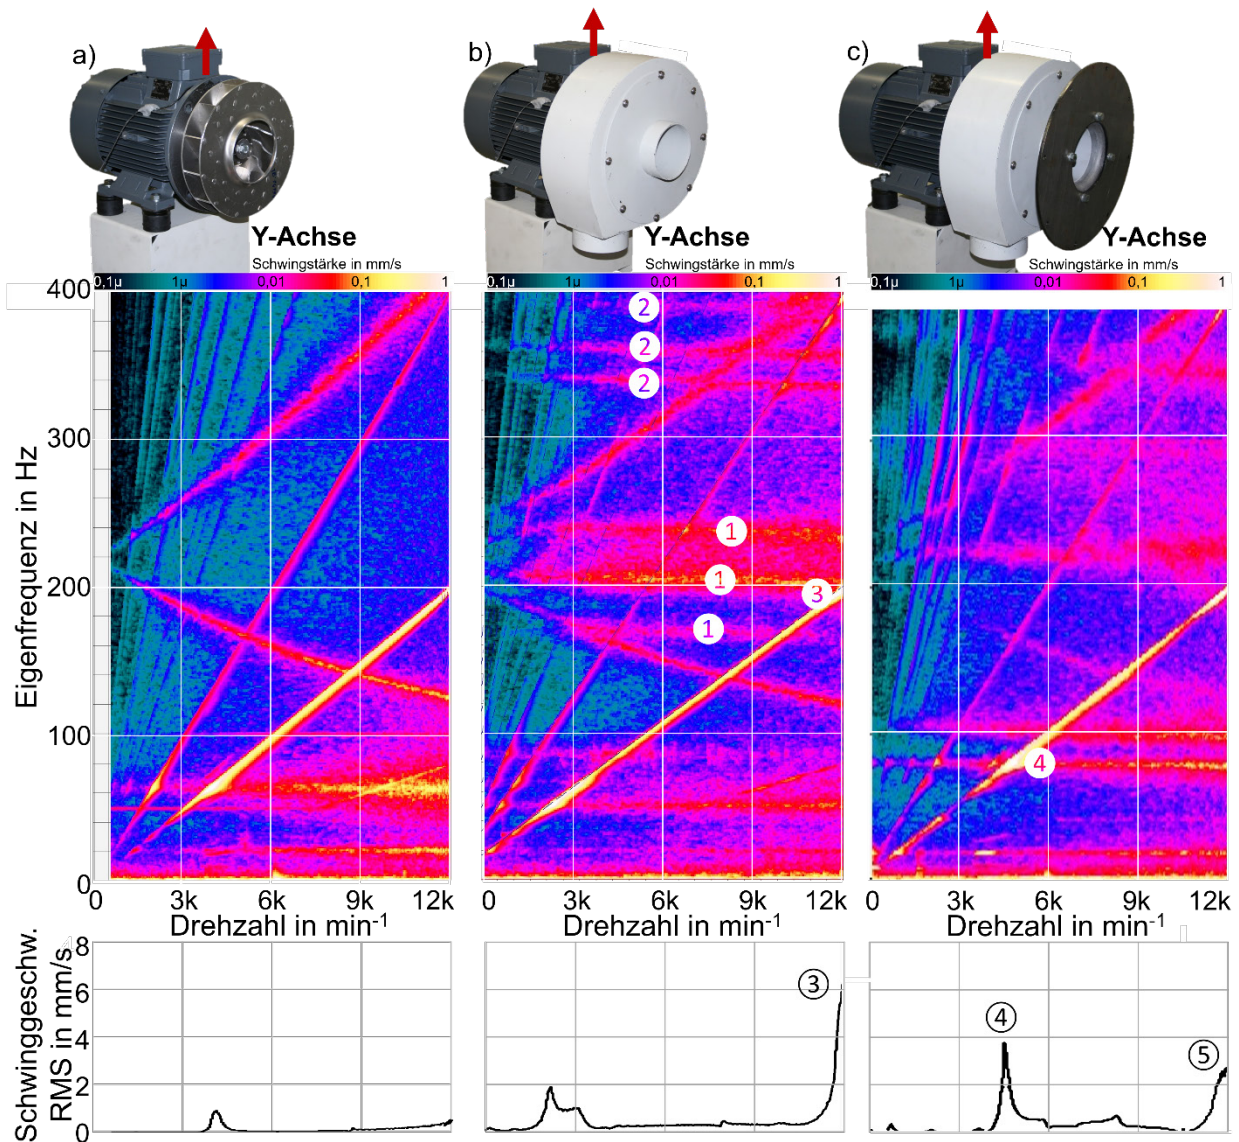 a)
b)
c)
Y-Achse
Y-Achse
Y-Achse
Schwingstärke in mm/s
Schwingstärke in mm/s
Schwingstärke in mm/s
0.1µ 1µ 0,01 0,1 1
0.1µ 1µ 0,01 0,1 1
0.1µ 1µ 0,01 0,1 1
Eigenfrequenz in Hz
400
300
200
100
0
2
2
2
1
1
3
1
4
3k 6k 9k 12k
0 3k 6k 9k 12k
0 3k 6k 9k 12k
Drehzahl in min-1
Drehzahl in min-1
Drehzahl in min-1
Schwinggeschw.
RMS in mm/s
8
6
4
2
0
3
4
5